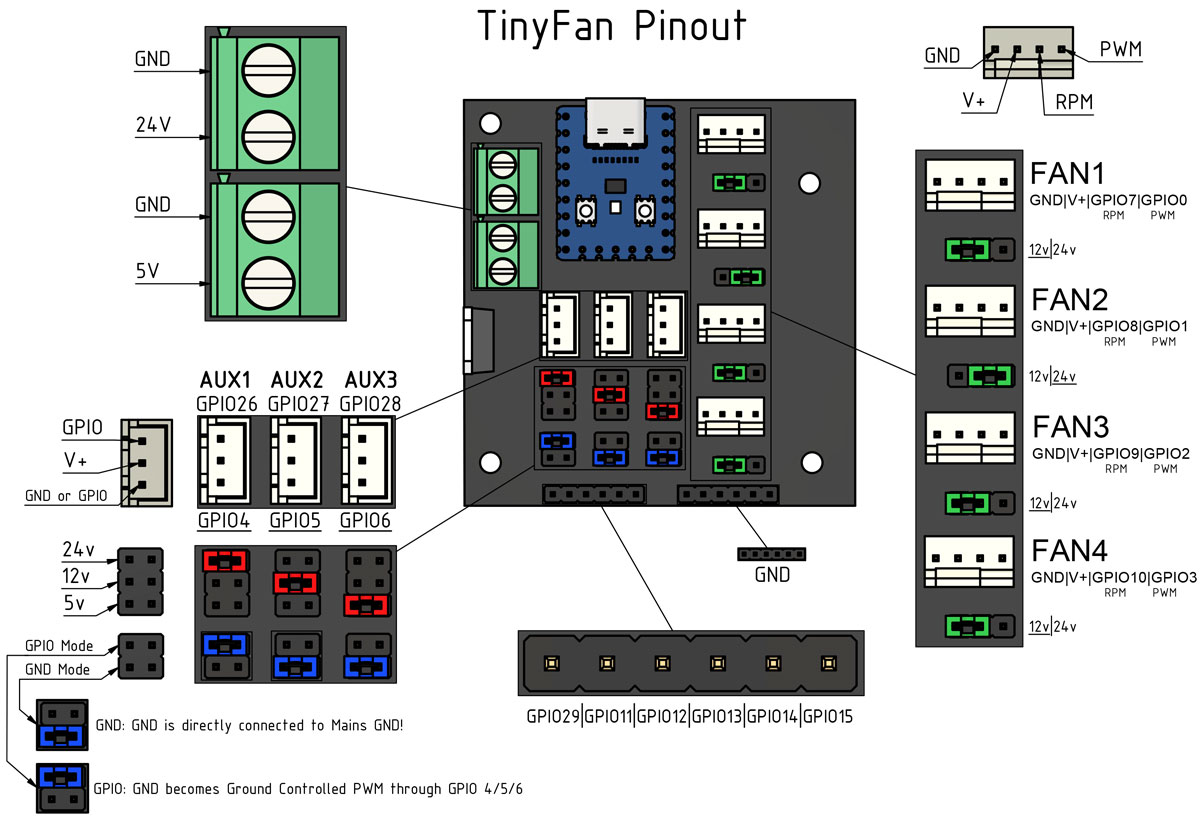 TinyFan Pinout
GND
24V
GND
5V
GND
PWM
V+
RPM
FAN1
GND|V+|GPIO7|GPIO0
RPM PWM
12v|24v
FAN2
GND|V+|GPIO8|GPIO1
RPM PWM
12v|24v
FAN3
GND|V+|GPIO9|GPIO2
RPM PWM
12v|24v
FAN4
GND|V+|GPIO10|GPIO3
RPM PWM
12v|24v
AUX1 AUX2 AUX3
GPIO26 GPIO27 GPIO28
GPIO
V+
GND or GPIO
GPIO4 GPIO5 GPIO6
24v
12v
5v
GPIO Mode
GND Mode
GND
GPIO29|GPIO11|GPIO12|GPIO13|GPIO14|GPIO15
GND: GND is directly connected to Mains GND!
GPIO: GND becomes Ground Controlled PWM through GPIO 4/5/6